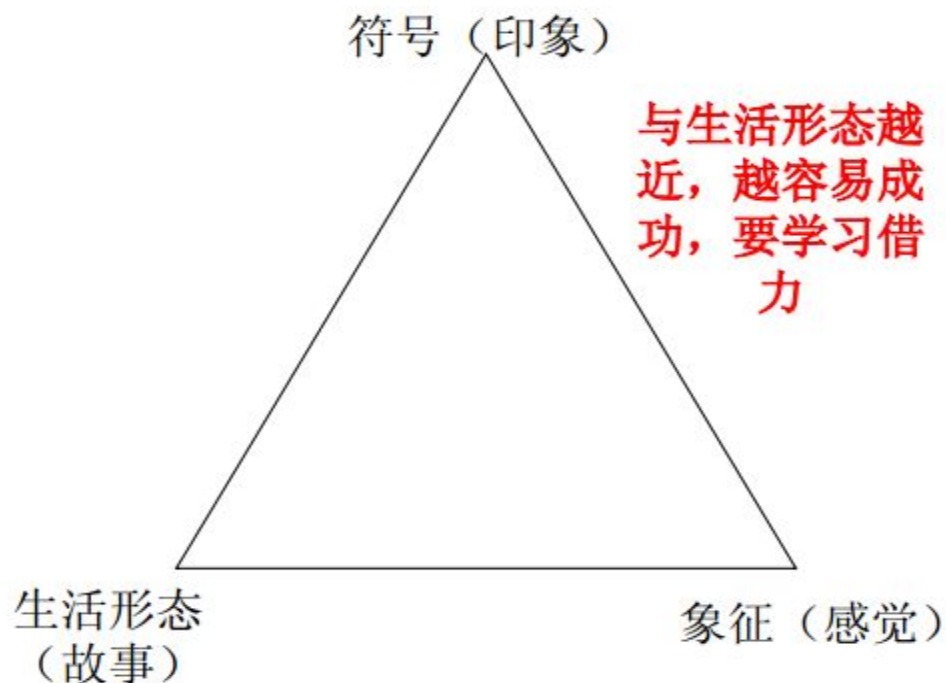 符号（印象）
与生活形态越
近，越容易成
功，要学习借
力
生活形态
（故事）
象征（感觉）